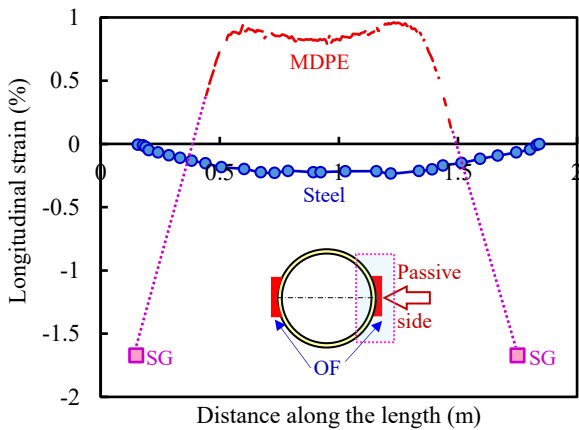 1
0.5
0
-0.5
-1
-1.5
-2
Longitudinal strain (%)
MDPE
0 0.5 1 1.5 2
Steel
Passive
side
SG OF SG
Distance along the length (m)